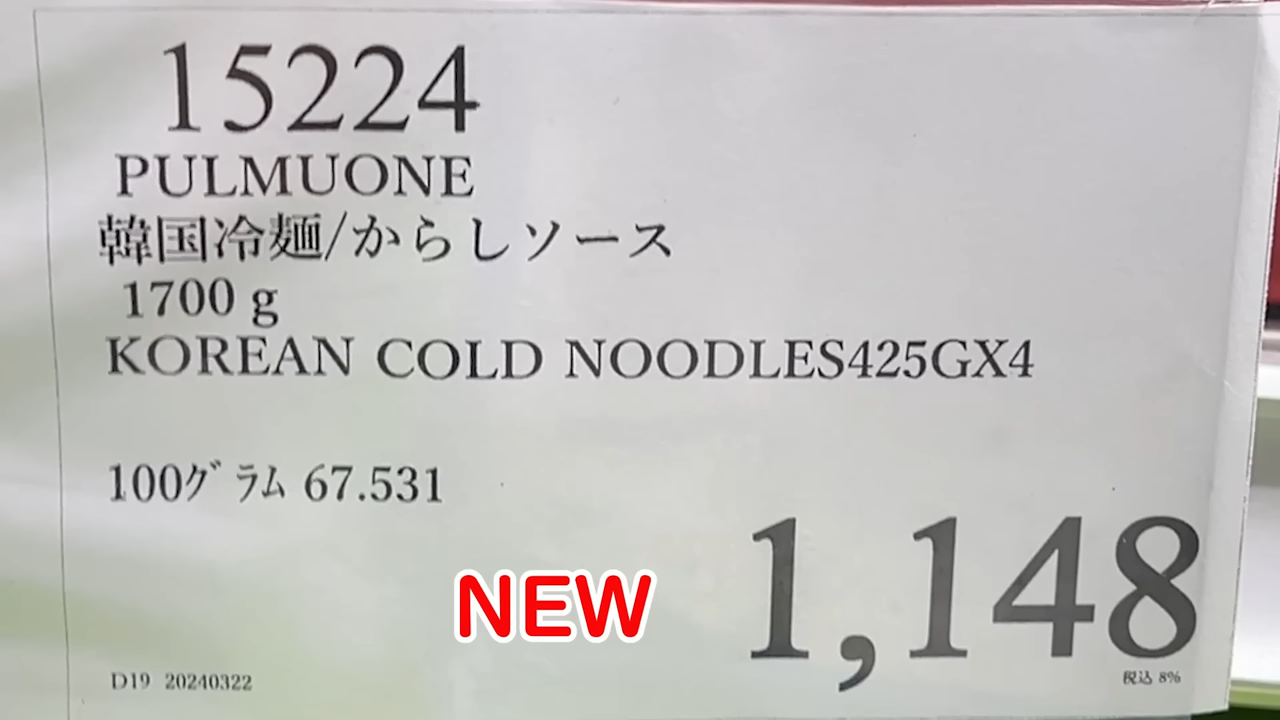 15224
PULMUONE
韓国冷麺/からしソース
1700 g
KOREAN COLD NOODLES425GX4
100グラム 67.531
NEW
1,148
税込 8%
D19 20240322